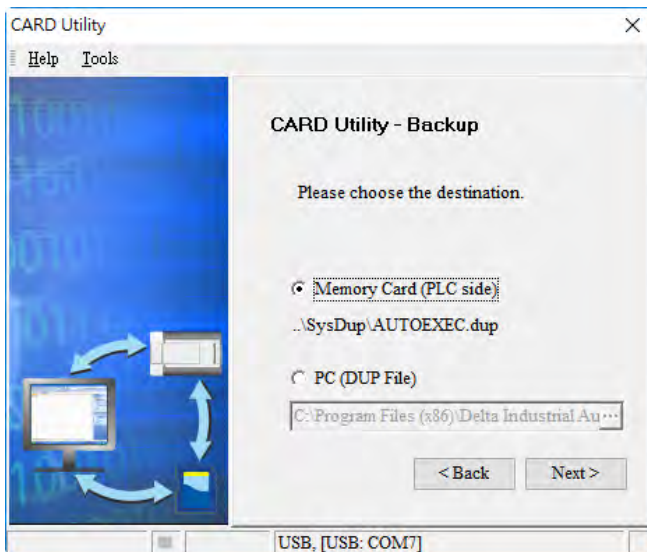 CARD Utility
Help Tools
CARD Utility - Backup
Please choose the destination.
Memory Card (PLC side)
..\SysDup\AUTOEXEC.dup
PC (DUP File)
C:\Program Files (x86)\Delta Industrial Au...
< Back Next >
USB, [USB: COM7]